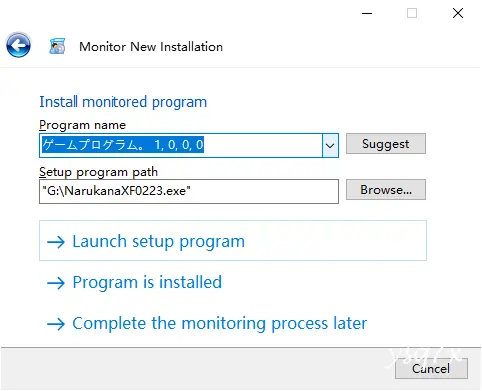 Monitor New Installation
Install monitored program
Program name
ゲームプログラム。 1, 0, 0, 0
Suggest
Setup program path
"G:\NarukanaXF0223.exe"
Browse...
Launch setup program
Program is installed
Complete the monitoring process later
Cancel